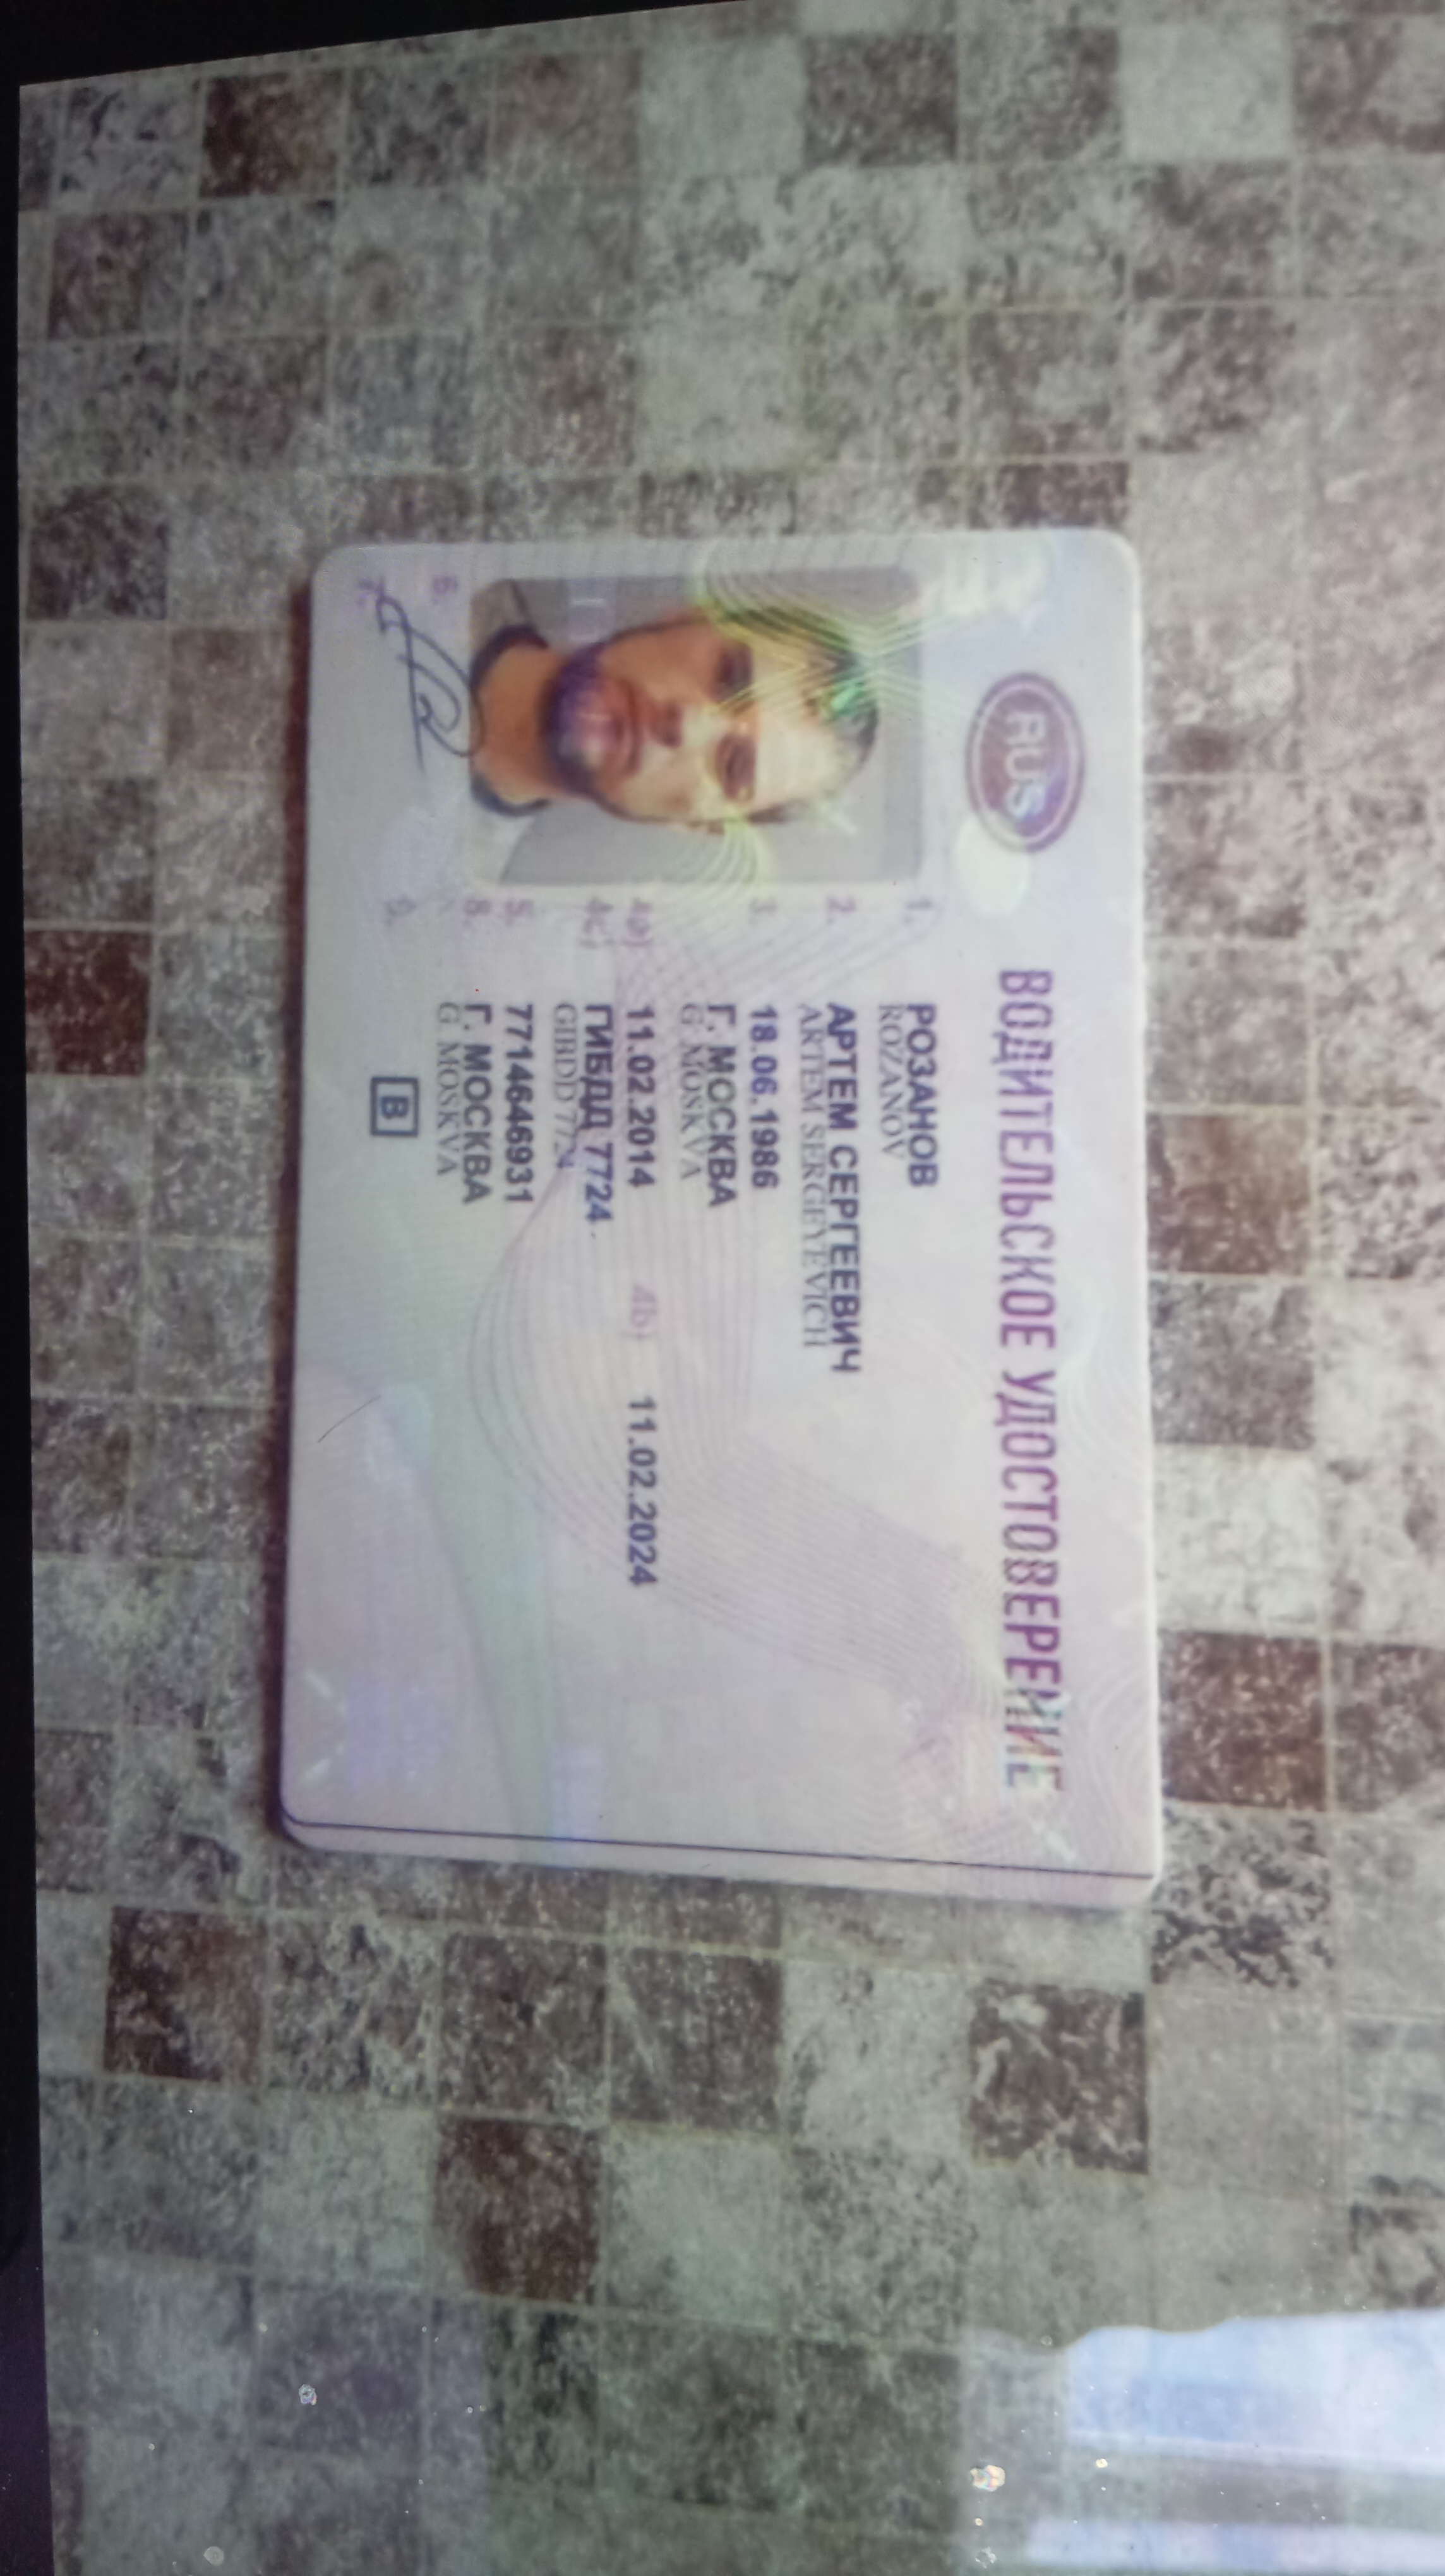 RUS
ВОДИТЕЛЬСКОЕ УДОСТОВЕРЕНИЕ
1. РОЗАНОВ
ROZANOV
2. АРТЕМ СЕРГЕЕВИЧ
ARTEM SERGEYEVICH
3. 18.06.1986
Г. МОСКВА
G MOSKVA
4a) 11.02.2014 4b) 11.02.2024
4c) ГИБДД 7724
GIBDD 7724
5. 7714646931
8. Г. МОСКВА
G MOSKVA
9. B
6.
7.